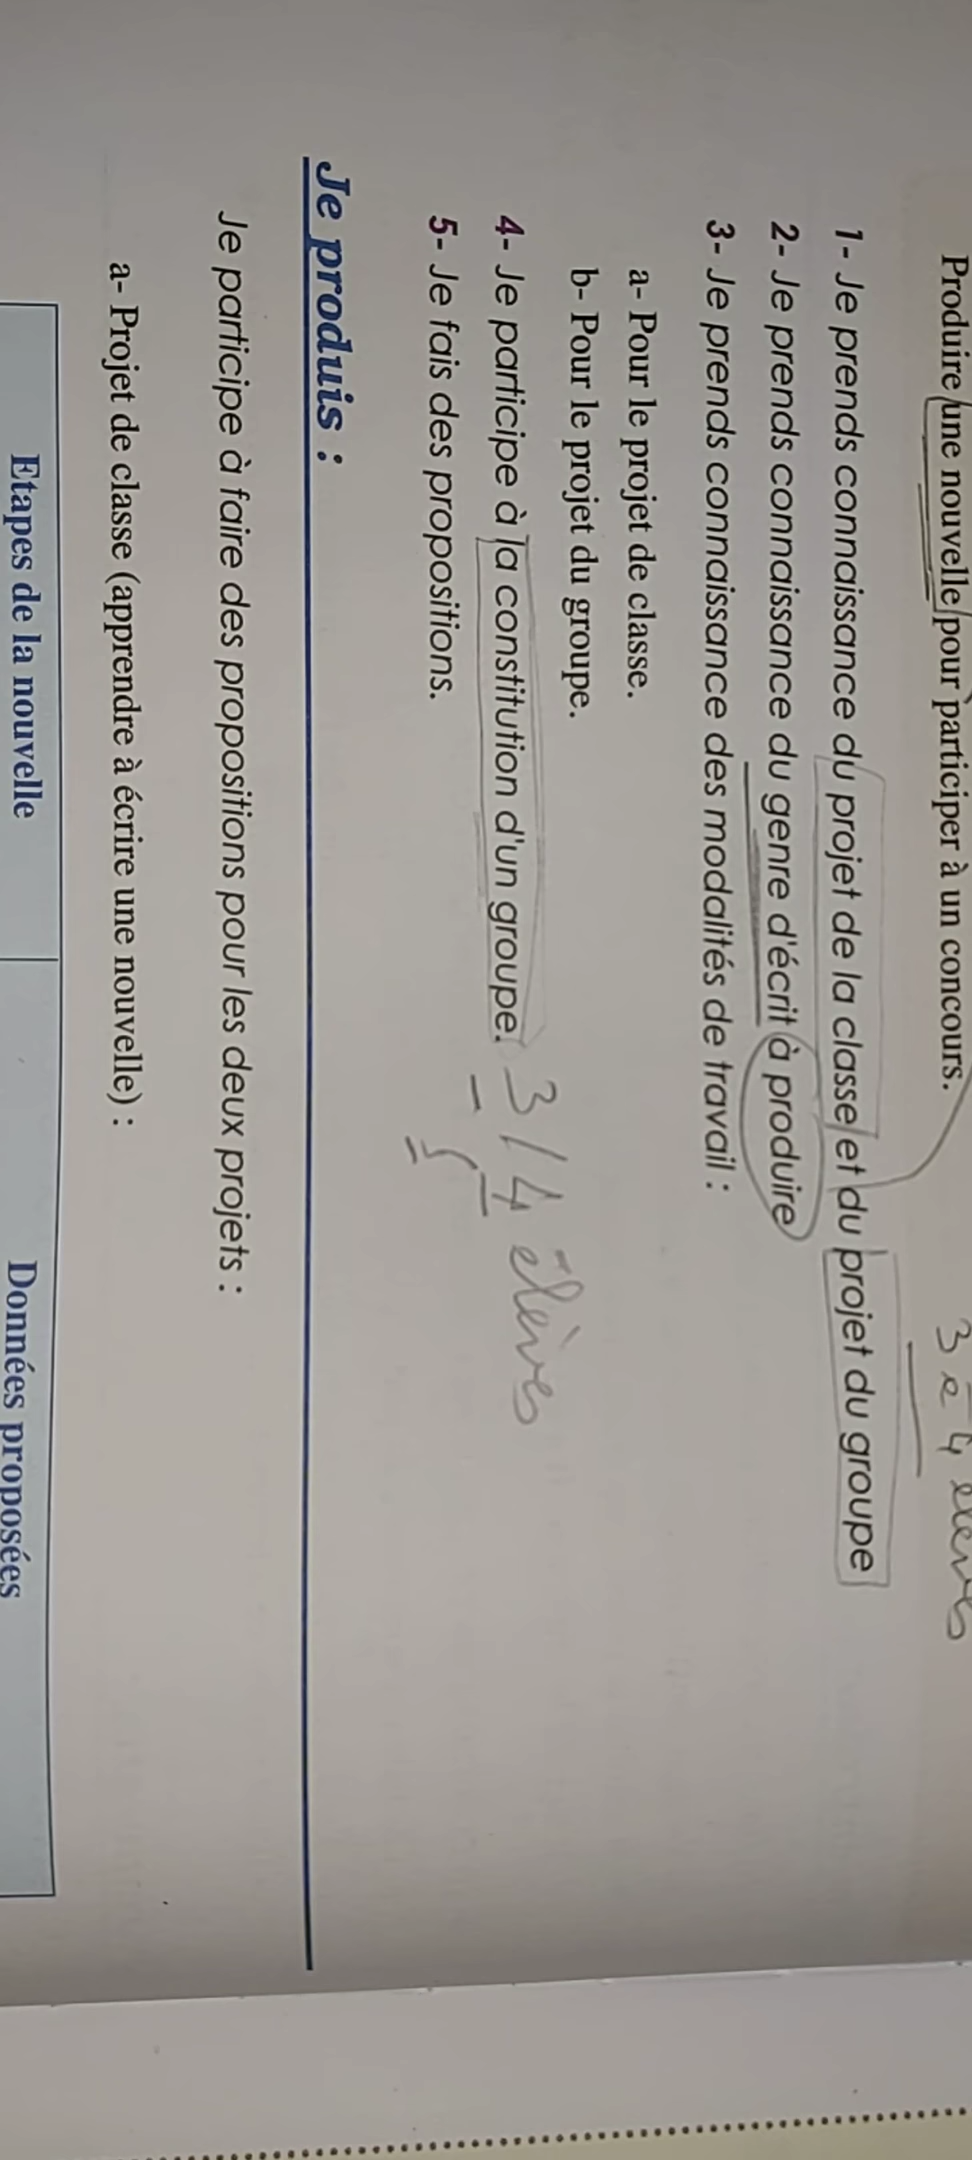 Produire une nouvelle pour participer à un concours.
3 à 4 élèves
1- Je prends connaissance du projet de la classe et du projet du groupe
2- Je prends connaissance du genre d'écrit à produire
3- Je prends connaissance des modalités de travail :
a- Pour le projet de classe.
b- Pour le projet du groupe.
4- Je participe à la constitution d'un groupe. 3/4 élèves
5- Je fais des propositions. 5
Je produis :
Je participe à faire des propositions pour les deux projets :
a- Projet de classe (apprendre à écrire une nouvelle) :
Etapes de la nouvelle Données proposées